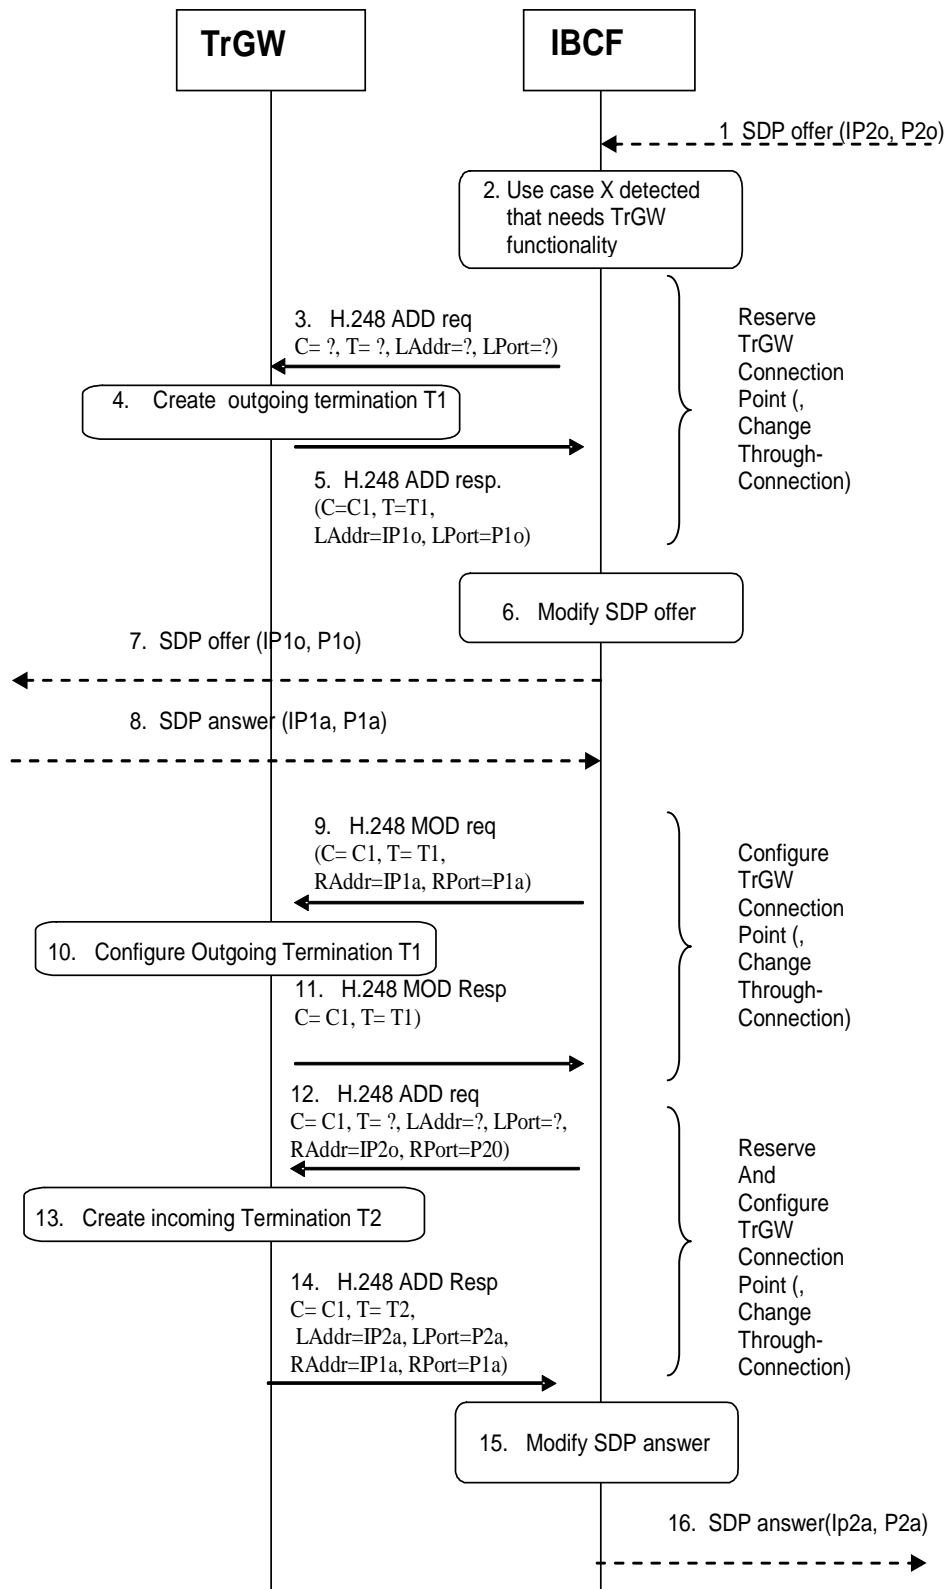 TrGW
IBCF
1 SDP offer (IP2o, P2o)
2. Use case X detected
that needs TrGW
functionality
3. H.248 ADD req
C= ?, T= ?, LAddr=?, LPort=?)
Reserve
TrGW
Connection
Point (,
Change
Through-
Connection)
4. Create outgoing termination T1
5. H.248 ADD resp.
(C=C1, T=T1,
LAddr=IP1o, LPort=P1o)
6. Modify SDP offer
7. SDP offer (IP1o, P1o)
8. SDP answer (IP1a, P1a)
9. H.248 MOD req
(C= C1, T= T1,
RAddr=IP1a, RPort=P1a)
Configure
TrGW
Connection
Point (,
Change
Through-
Connection)
10. Configure Outgoing Termination T1
11. H.248 MOD Resp
C= C1, T= T1)
12. H.248 ADD req
C= C1, T= ?, LAddr=?, LPort=?,
RAddr=IP2o, RPort=P20)
Reserve
And
Configure
TrGW
Connection
Point (,
Change
Through-
Connection)
13. Create incoming Termination T2
14. H.248 ADD Resp
C= C1, T= T2,
LAddr=IP2a, LPort=P2a,
RAddr=IP1a, RPort=P1a)
15. Modify SDP answer
16. SDP answer(Ip2a, P2a)